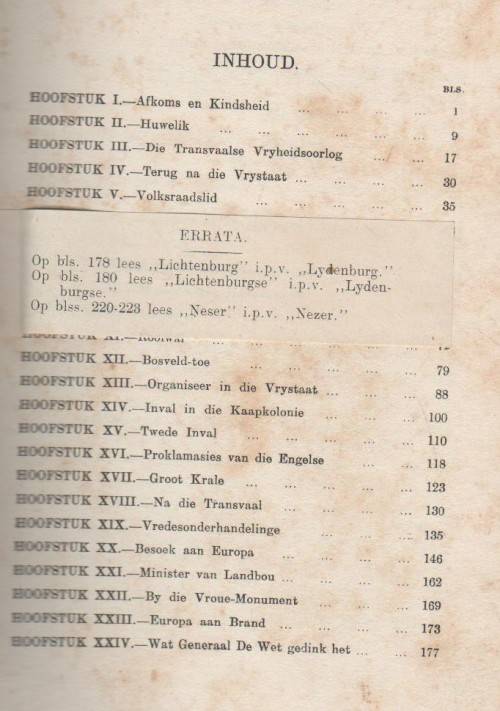 INHOUD.
BLS.
HOOFSTUK I.—Afkoms en Kindsheid ... ... ... 1
HOOFSTUK II.—Huwelik ... ... ... ... ... 9
HOOFSTUK III.—Die Transvaalse Vryheidsoorlog ... ... 17
HOOFSTUK IV.—Terug na die Vrystaat ... ... ... ... 30
HOOFSTUK V.—Volksraadslid ... ... ... ... 35
ERRATA.
Op bls. 178 lees ,,Lichtenburg" i.p.v. ,,Lydenburg."
Op bls. 180 lees ,,Lichtenburgse" i.p.v. ,,Lyden-
burgse."
Op blss. 220-223 lees ,,Neser" i.p.v. ,,Nezer."
HOOFSTUK XI.
HOOFSTUK XII.—Bosveld-toe ... ... ... ... ... 79
HOOFSTUK XIII.—Organiseer in die Vrystaat ... ... ... 88
HOOFSTUK XIV.—Inval in die Kaapkolonie ... ... ... 100
HOOFSTUK XV.—Twede Inval ... ... ... ... 110
HOOFSTUK XVI.—Proklamasies van die Engelse ... ... 118
HOOFSTUK XVII.—Groot Krale ... ... ... ... 123
HOOFSTUK XVIII.—Na die Transvaal ... ... ... ... 130
HOOFSTUK XIX.—Vredesonderhandelinge ... ... ... 135
HOOFSTUK XX.—Besoek aan Europa ... ... ... ... 146
HOOFSTUK XXI.—Minister van Landbou ... ... ... ... 162
HOOFSTUK XXII.—By die Vroue-Monument ... ... ... 169
HOOFSTUK XXIII.—Europa aan Brand ... ... ... ... 173
HOOFSTUK XXIV.—Wat Generaal De Wet gedink het ... ... 177